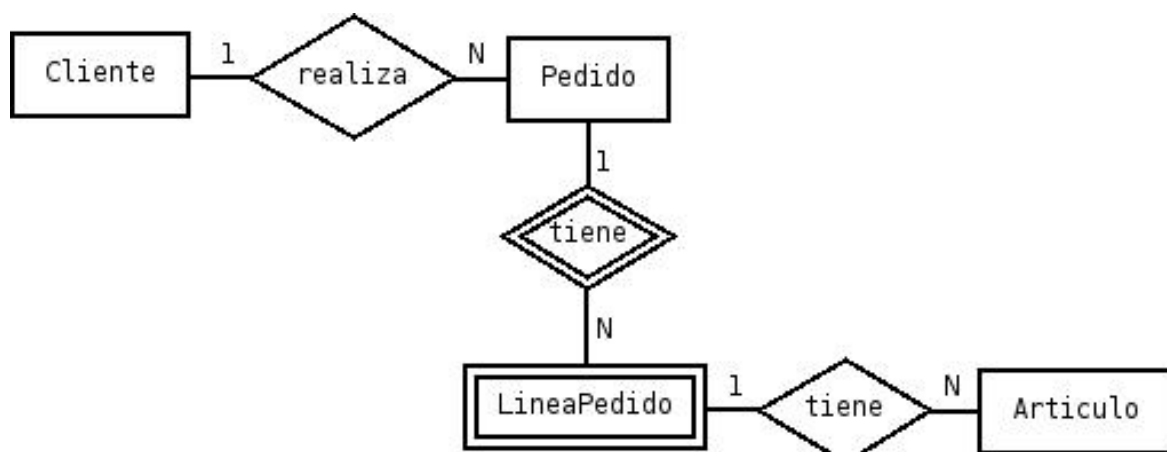 Cliente
1
realiza
N
Pedido
1
tiene
N
LineaPedido
1
tiene
N
Articulo